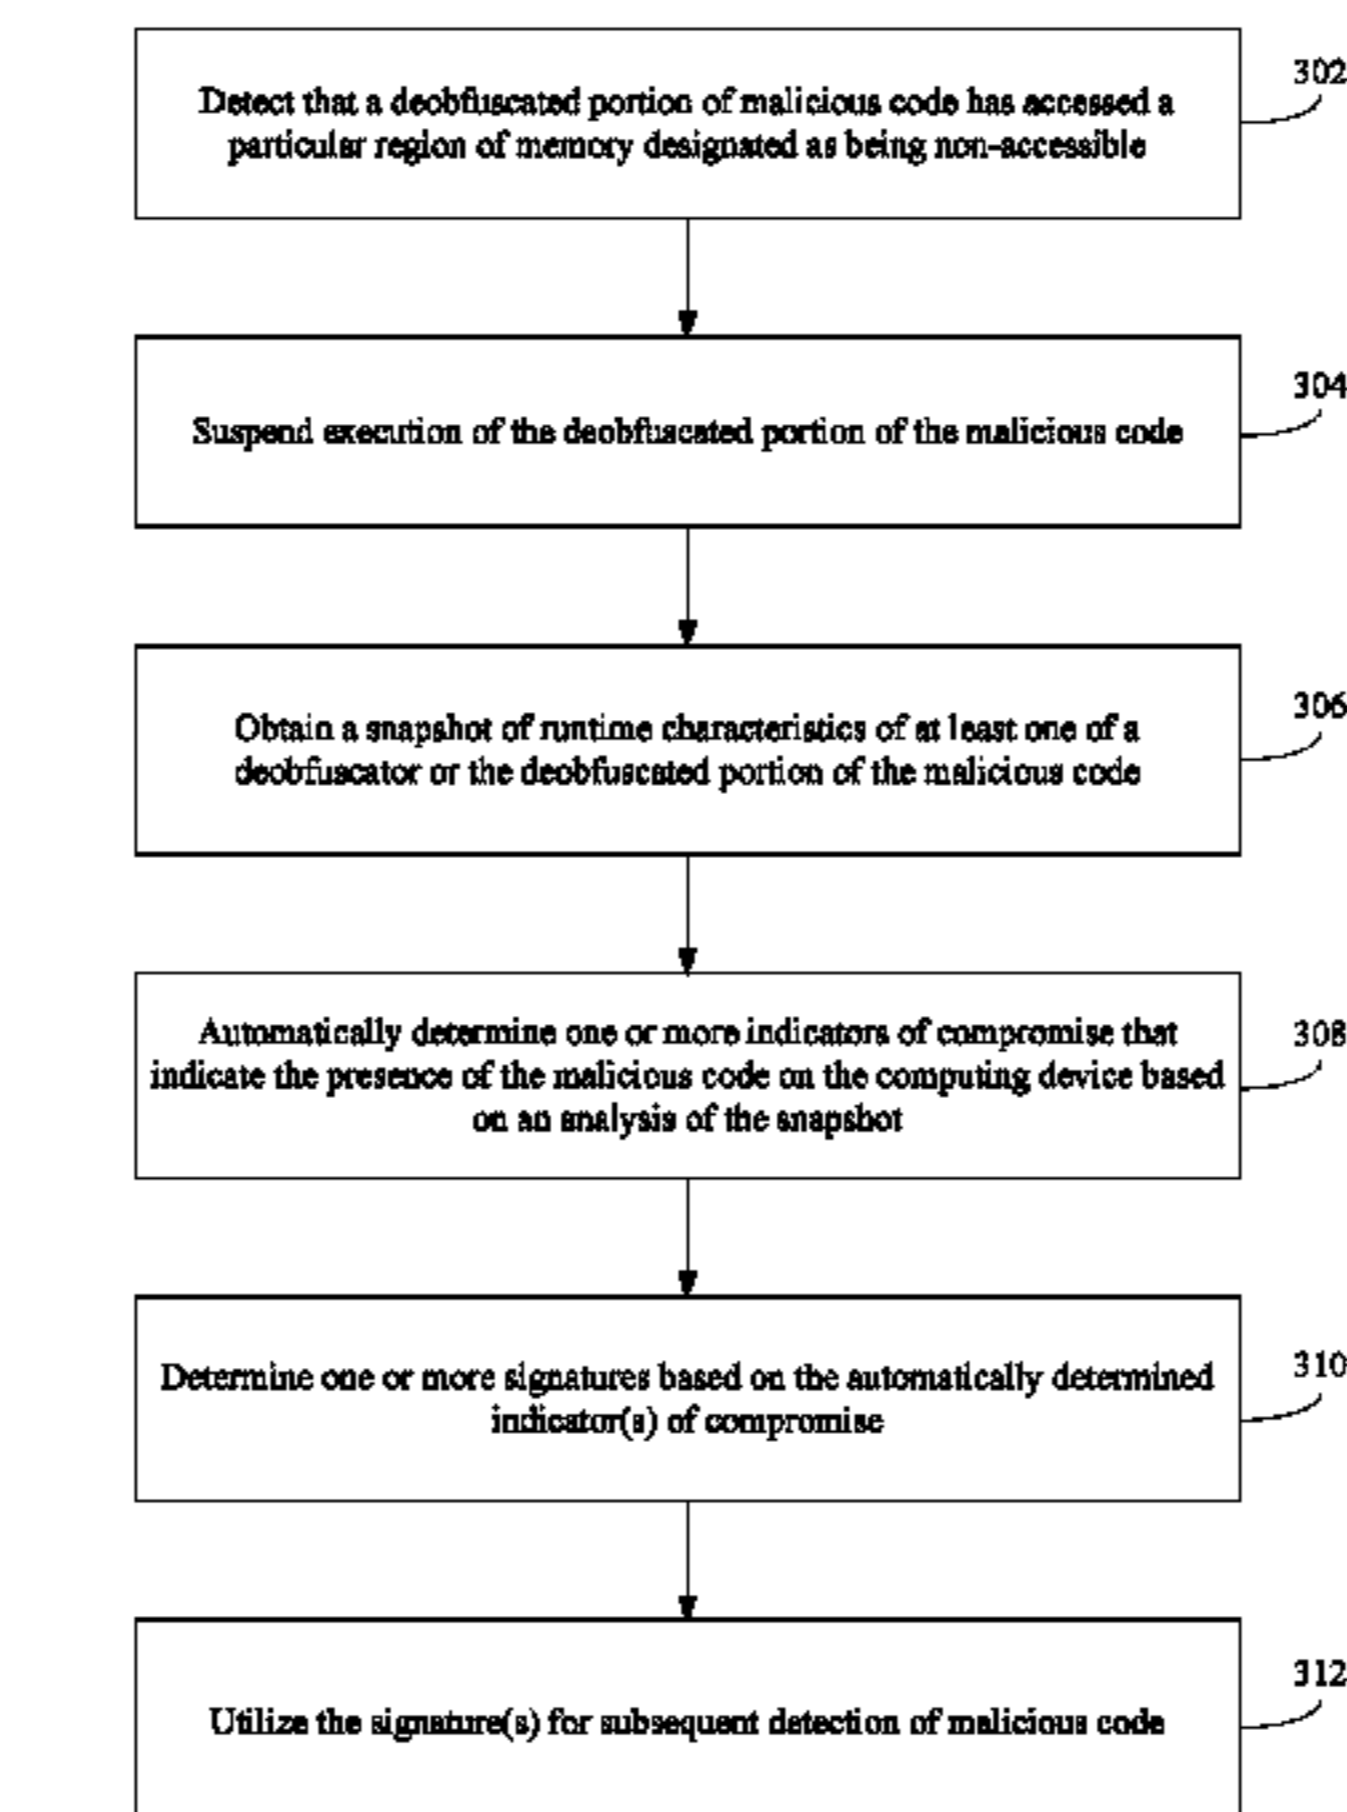 302
Detect that a deobfuscated portion of malicious code has accessed a
particular region of memory designated as being non-accessible
304
Suspend execution of the deobfuscated portion of the malicious code
306
Obtain a snapshot of runtime characteristics of at least one of a
deobfuscator or the deobfuscated portion of the malicious code
308
Automatically determine one or more indicators of compromise that
indicate the presence of the malicious code on the computing device based
on an analysis of the snapshot
310
Determine one or more signatures based on the automatically determined
indicator(s) of compromise
312
Utilize the signature(s) for subsequent detection of malicious code